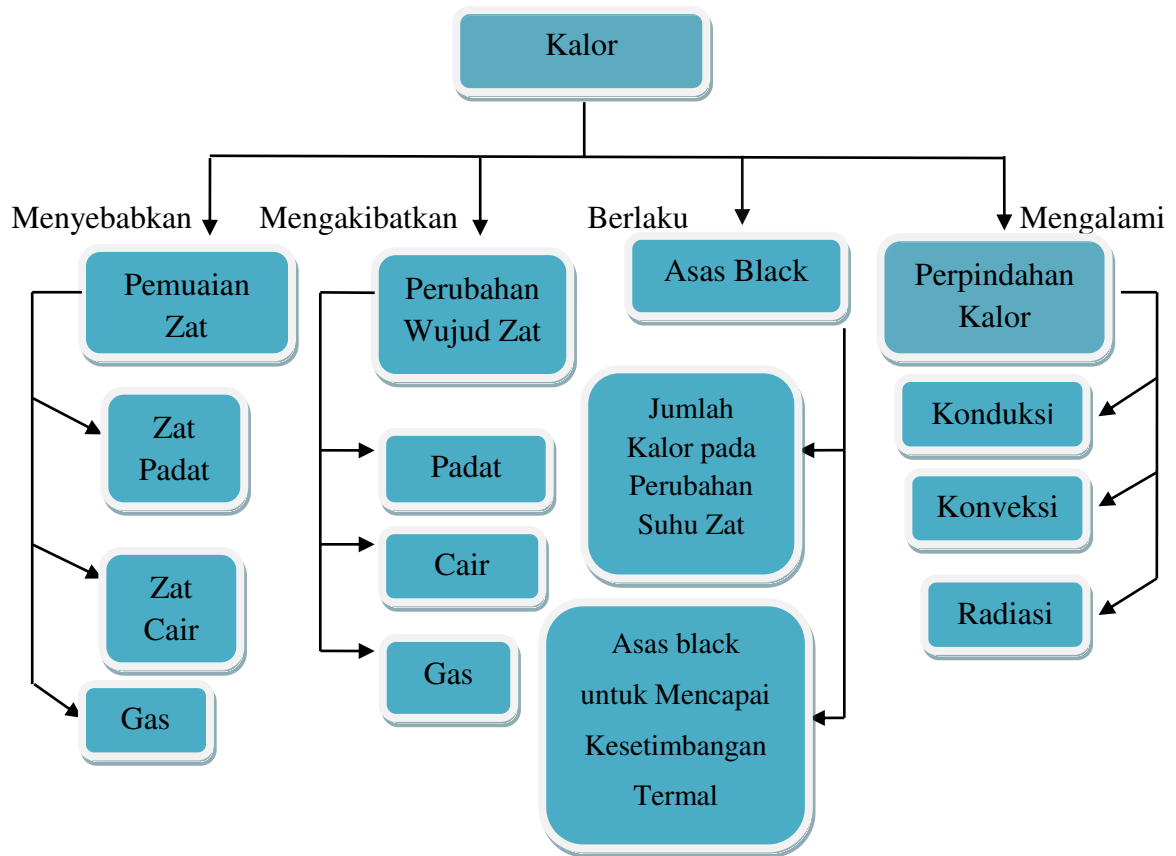 Kalor
Menyebabkan
Mengakibatkan
Berlaku
Mengalami
Pemuaian
Zat
Zat
Padat
Zat
Cair
Gas
Perubahan
Wujud Zat
Padat
Cair
Gas
Asas Black
Jumlah
Kalor pada
Perubahan
Suhu Zat
Asas black
untuk Mencapai
Kesetimbangan
Termal
Perpindahan
Kalor
Konduksi
Konveksi
Radiasi